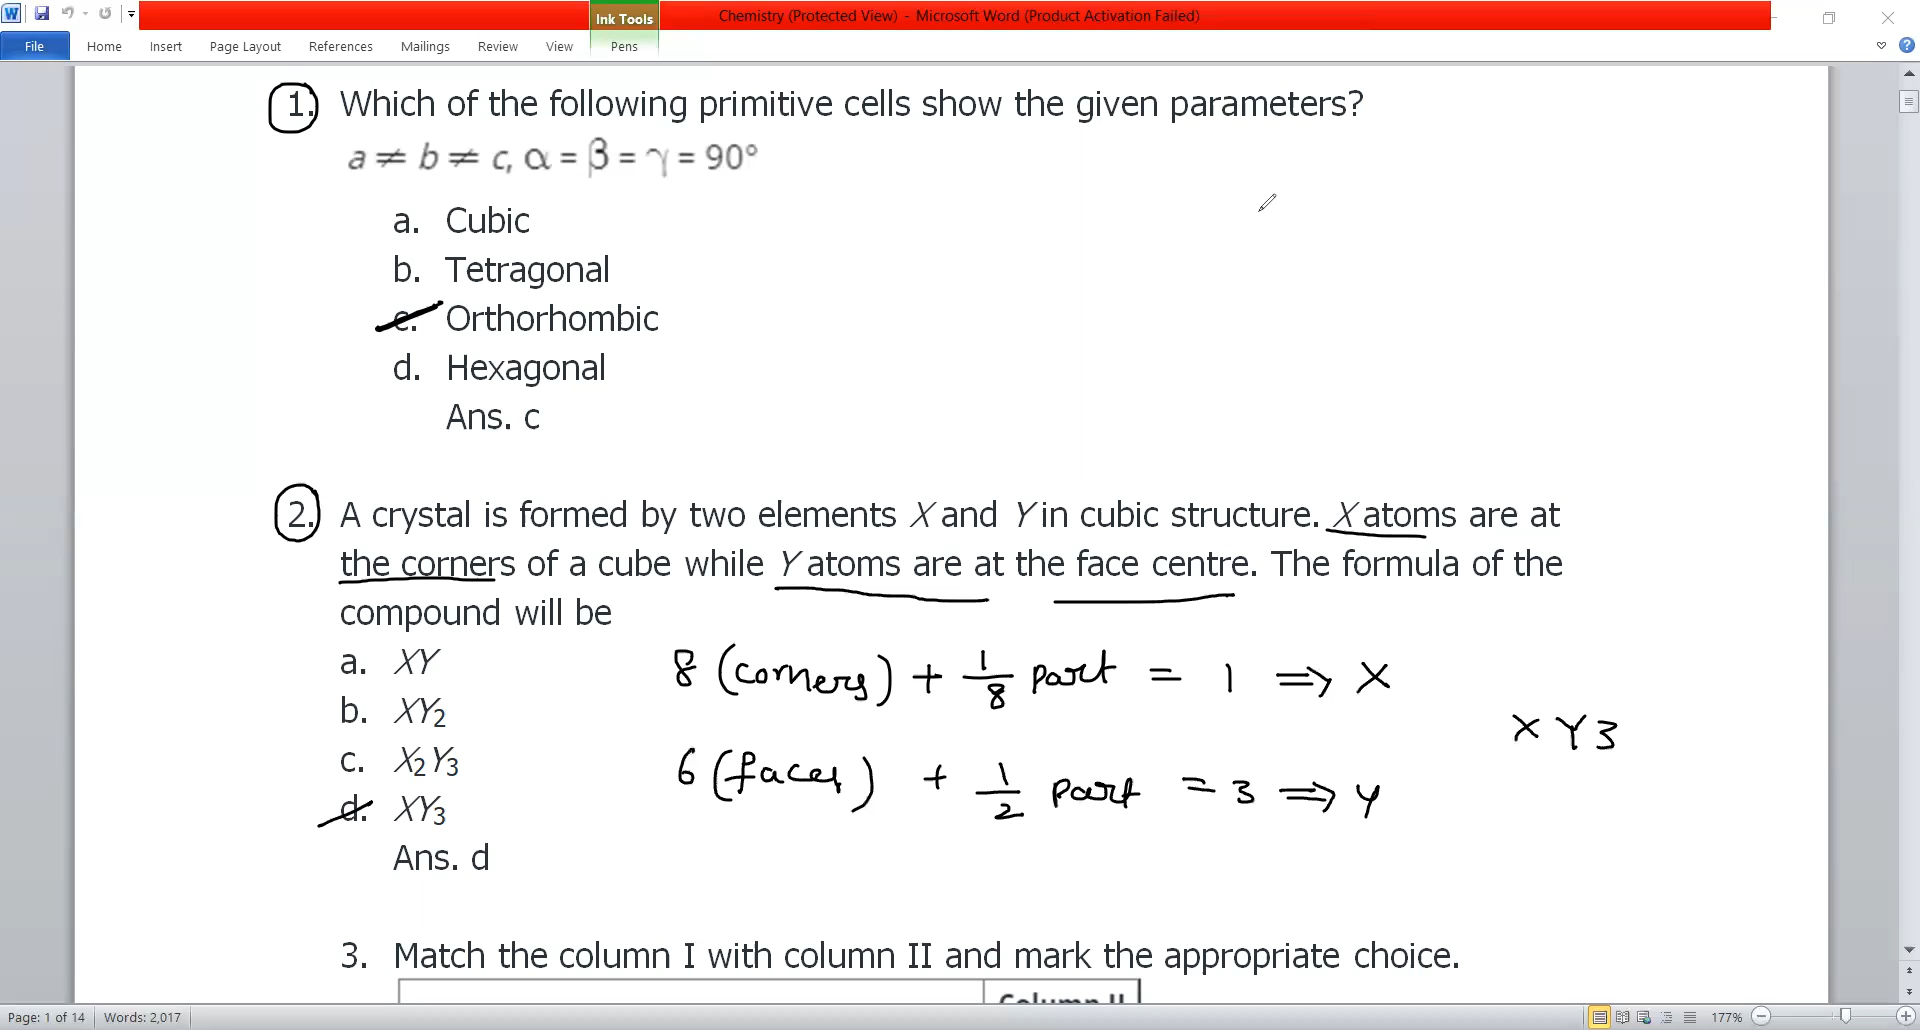 Ink Tools
Chemistry (Protected View) - Microsoft Word (Product Activation Failed)
File Home Insert Page Layout References Mailings Review View Pens
1. Which of the following primitive cells show the given parameters?
a ≠ b ≠ c, α = β = γ = 90°
a. Cubic
b. Tetragonal
c. Orthorhombic
d. Hexagonal
Ans. c
2. A crystal is formed by two elements X and Y in cubic structure. X atoms are at
the corners of a cube while Y atoms are at the face centre. The formula of the
compound will be
a. XY
b. XY₂
c. X₂Y₃
d. XY₃
Ans. d
8 (corners) + 1/8 part = 1 ⇒ X
X Y 3
6 (faces) + 1/2 part = 3 ⇒ Y
3. Match the column I with column II and mark the appropriate choice.
Column II
Page: 1 of 14 Words: 2,017 177%